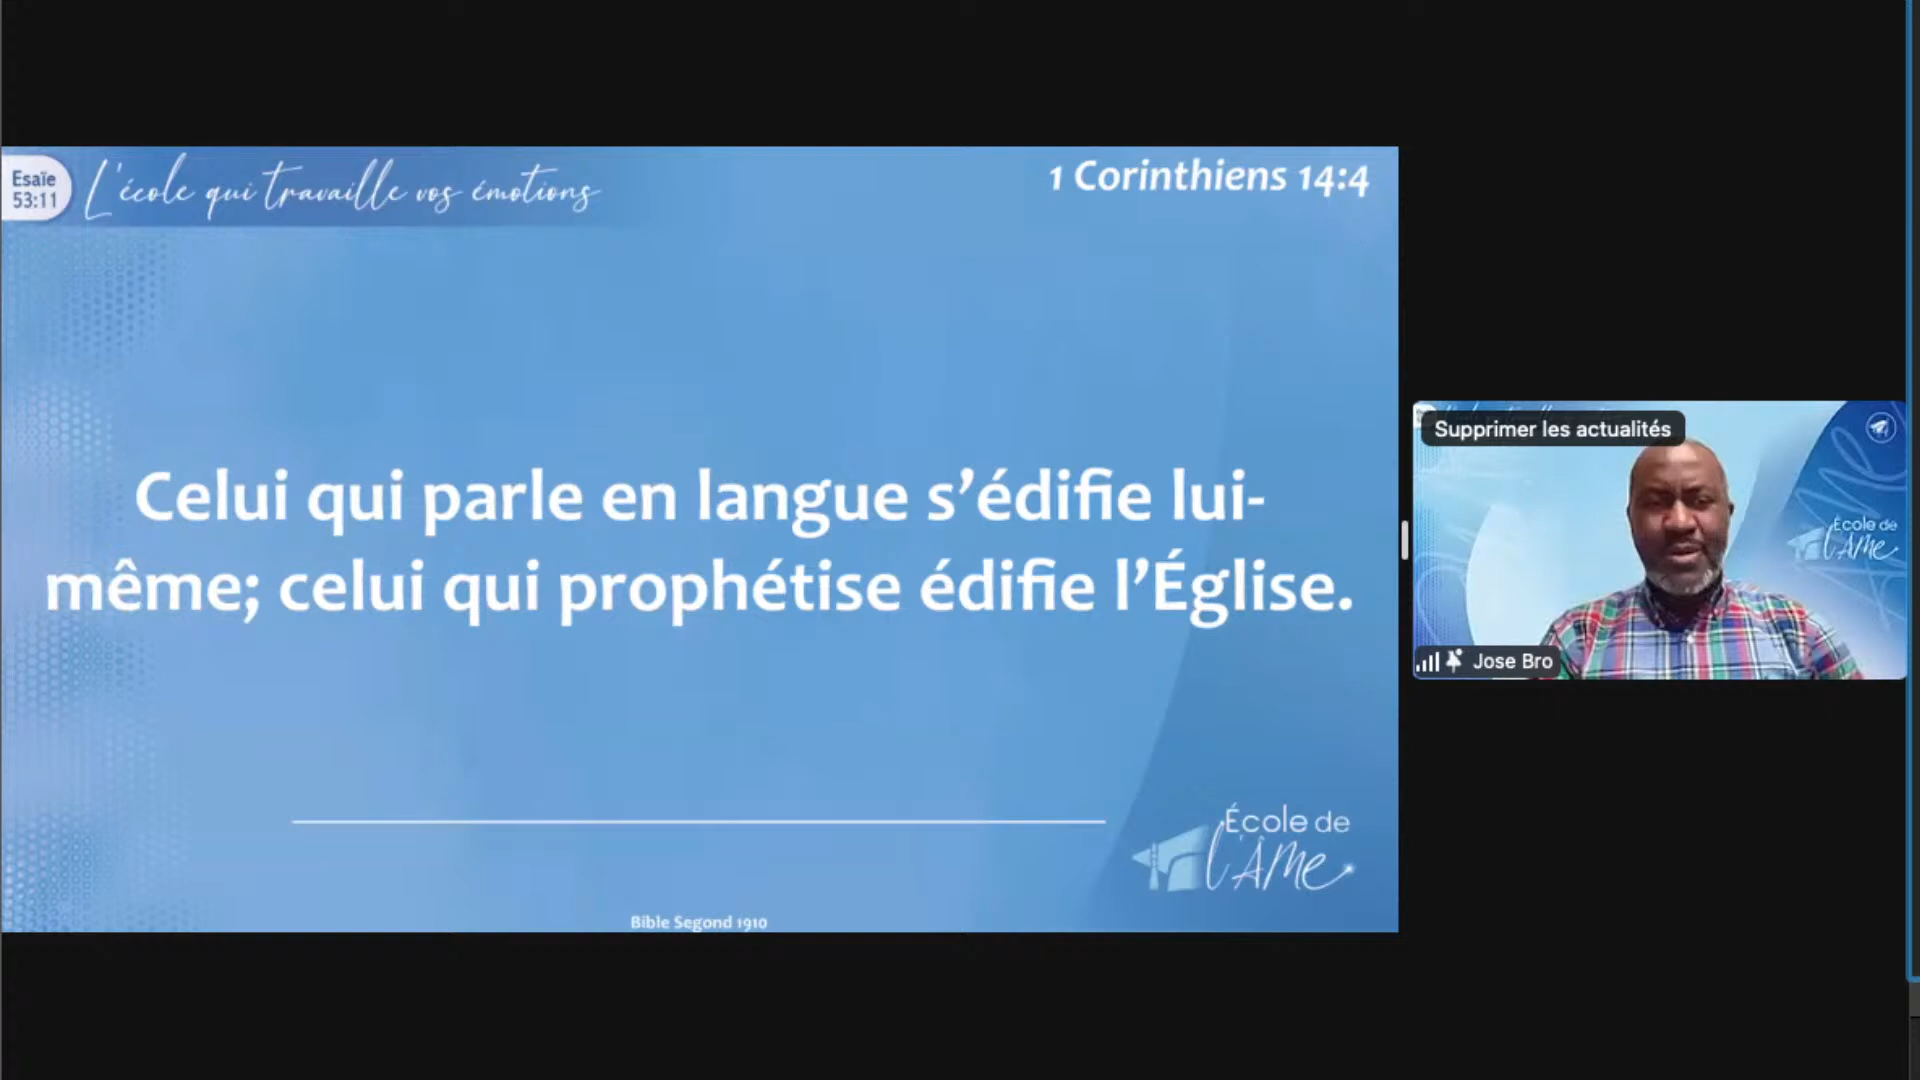 Esaïe
53:11
L'école qui travaille vos émotions
1 Corinthiens 14:4
Celui qui parle en langue s’édifie lui-
même; celui qui prophétise édifie l’Église.
École de
l'Âme
Bible Segond 1910
Supprimer les actualités
École de
l'Âme
Jose Bro